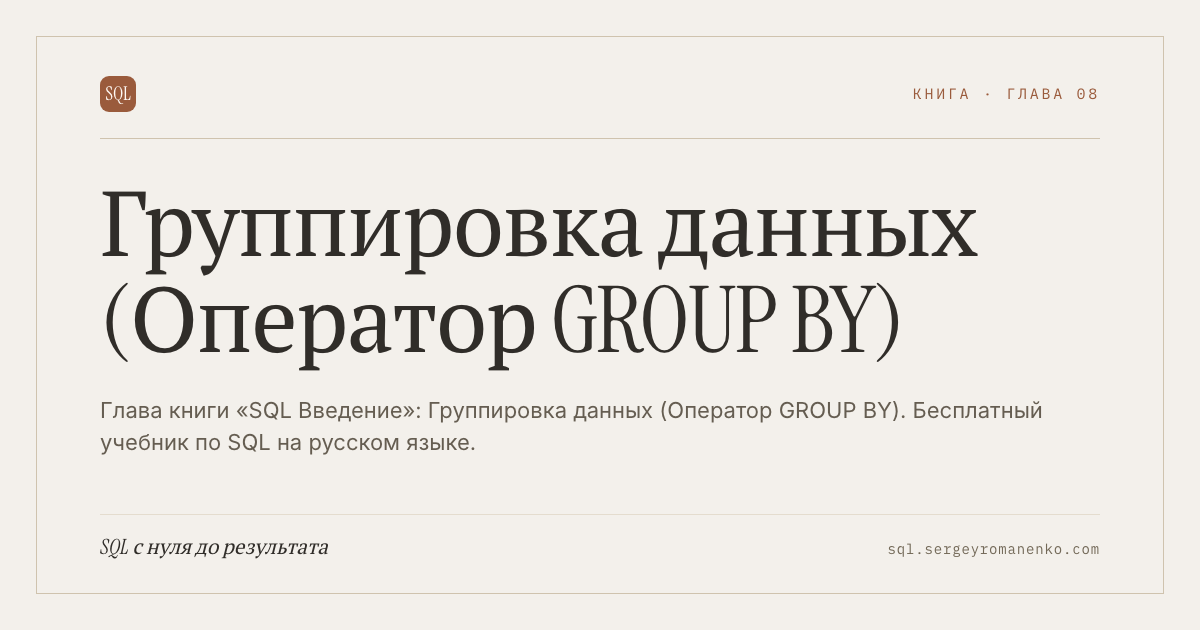 SQL
КНИГА · ГЛАВА 08
Группировка данных
(Оператор GROUP BY)
Глава книги «SQL Введение»: Группировка данных (Оператор GROUP BY). Бесплатный
учебник по SQL на русском языке.
SQL с нуля до результата
sql.sergeyromanenko.com